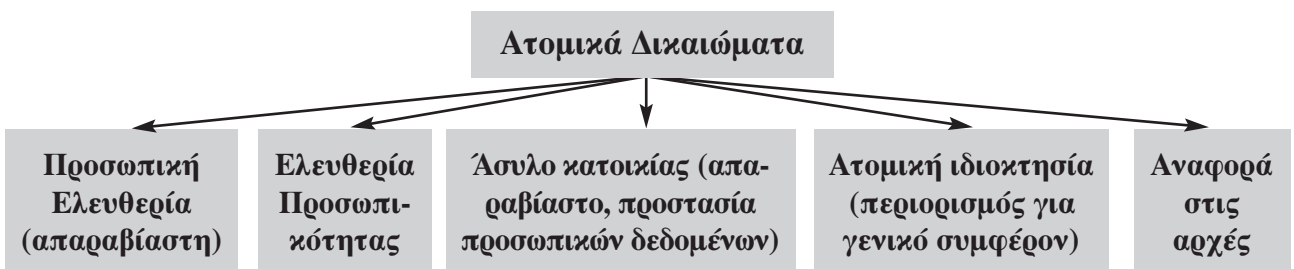 Ατομικά Δικαιώματα
Προσωπική
Ελευθερία
(απαραβίαστη)
Ελευθερία
Προσωπι-
κότητας
Άσυλο κατοικίας (απα-
ραβίαστο, προστασία
προσωπικών δεδομένων)
Ατομική ιδιοκτησία
(περιορισμός για
γενικό συμφέρον)
Αναφορά
στις
αρχές